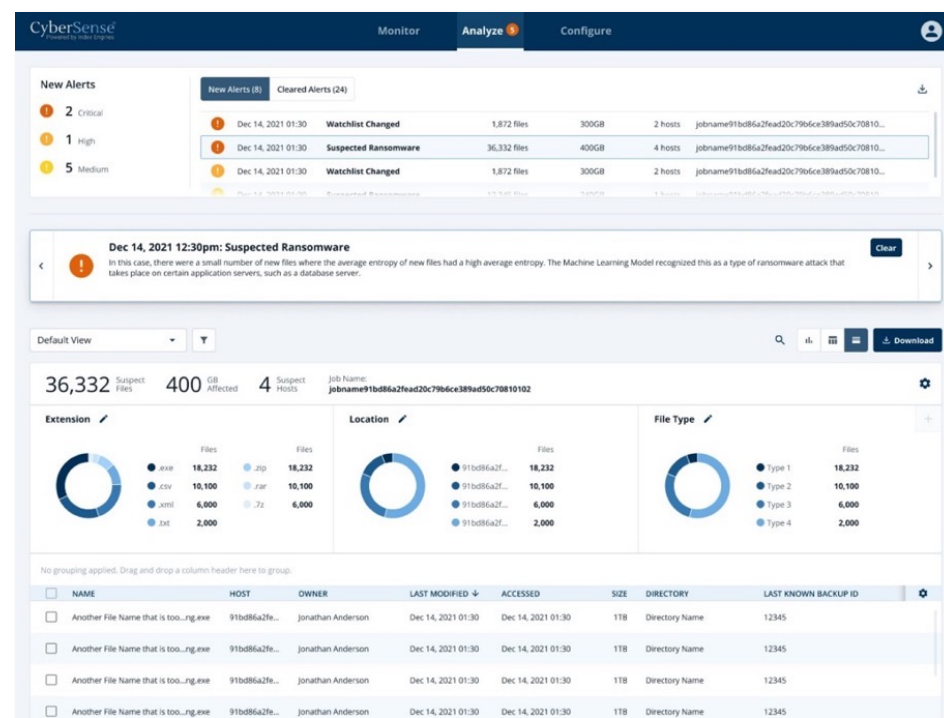 CyberSense
Powered by Index Engines
Monitor
Analyze 5
Configure
New Alerts
2 Critical
1 High
5 Medium
New Alerts (8) Cleared Alerts (24)
Dec 14, 2021 01:30 Watchlist Changed 1,872 files 300GB 2 hosts jobname91bd86a2fead20c79b6ce389ad50c70810...
Dec 14, 2021 01:30 Suspected Ransomware 36,332 files 400GB 4 hosts jobname91bd86a2fead20c79b6ce389ad50c70810...
Dec 14, 2021 01:30 Watchlist Changed 1,872 files 300GB 2 hosts jobname91bd86a2fead20c79b6ce389ad50c70810...
Dec 14, 2021 12:30pm: Suspected Ransomware
Clear
In this case, there were a small number of new files where the average entropy of new files had a high average entropy. The Machine Learning Model recognized this as a type of ransomware attack that
takes place on certain application servers, such as a database server.
Default View
Download
36,332 Suspect Files 400 GB Affected 4 Suspect Hosts
Job Name:
jobname91bd86a2fead20c79b6ce389ad50c70810102
Extension
Files Files
.exe 18,232 .zip 18,232
.csv 10,100 .rar 10,100
.xml 6,000 .7z 6,000
.txt 2,000
Location
Files
91bd86a2f... 18,232
91bd86a2f... 10,100
91bd86a2f... 6,000
91bd86a2f... 2,000
File Type
Files
Type 1 18,232
Type 2 10,100
Type 3 6,000
Type 4 2,000
No grouping applied. Drag and drop a column header here to group.
NAME HOST OWNER LAST MODIFIED ACCESSED SIZE DIRECTORY LAST KNOWN BACKUP ID
Another File Name that is too...ng.exe 91bd86a2fe... Jonathan Anderson Dec 14, 2021 01:30 Dec 14, 2021 01:30 1TB Directory Name 12345
Another File Name that is too...ng.exe 91bd86a2fe... Jonathan Anderson Dec 14, 2021 01:30 Dec 14, 2021 01:30 1TB Directory Name 12345
Another File Name that is too...ng.exe 91bd86a2fe... Jonathan Anderson Dec 14, 2021 01:30 Dec 14, 2021 01:30 1TB Directory Name 12345
Another File Name that is too...ng.exe 91bd86a2fe... Jonathan Anderson Dec 14, 2021 01:30 Dec 14, 2021 01:30 1TB Directory Name 12345